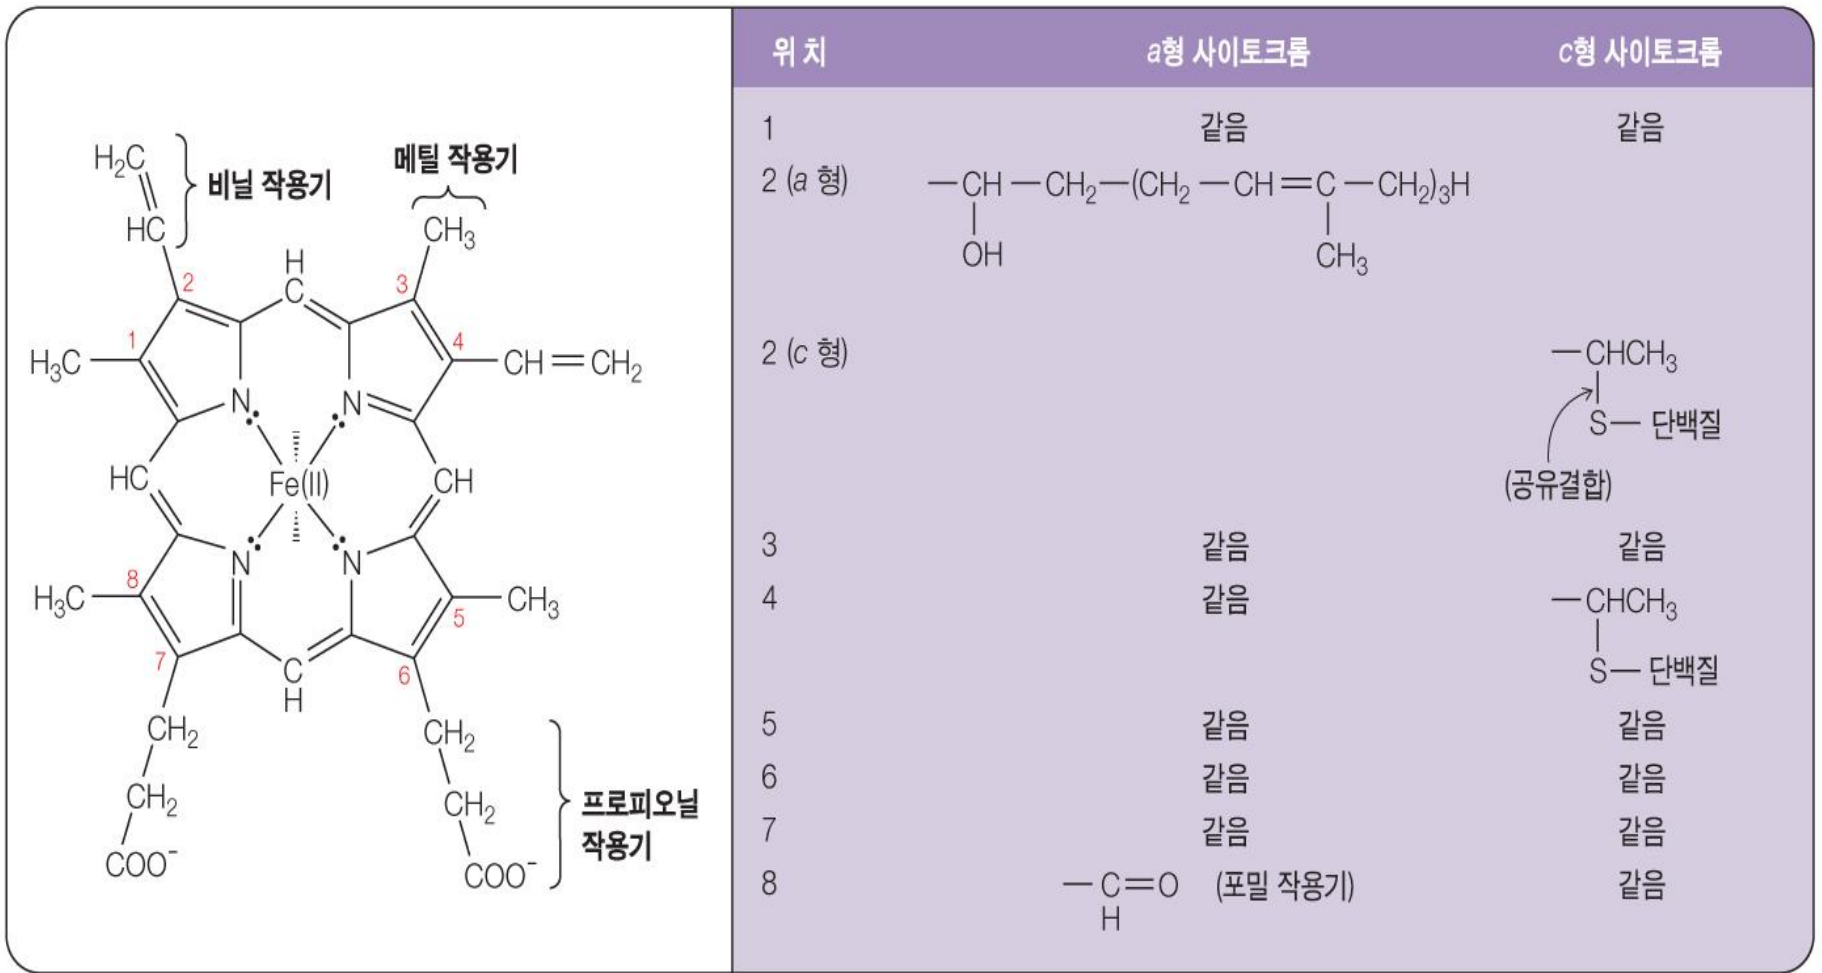 H₂C
HC
비닐 작용기
메틸 작용기
CH₃
H
C
2
3
1
4
H₃C
CH=CH₂
N:
:N
HC
Fe(II)
CH
N:
:N
8
H₃C
5
CH₃
7
6
C
H
CH₂
CH₂
CH₂
CH₂
프로피오닐
작용기
COO⁻
COO⁻
위 치 a형 사이토크롬 c형 사이토크롬
1 같음 같음
2 (a 형) —CH—CH₂—(CH₂—CH=C—CH₂)₃H
OH CH₃
2 (c 형) —CHCH₃
S— 단백질
(공유결합)
3 같음 같음
4 같음 —CHCH₃
S— 단백질
5 같음 같음
6 같음 같음
7 같음 같음
8 —C=O (포밀 작용기) 같음
H